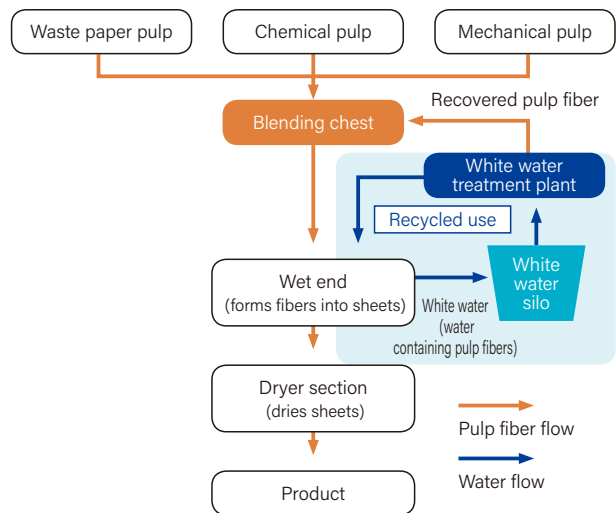 Waste paper pulp
Chemical pulp
Mechanical pulp
Recovered pulp fiber
Blending chest
White water
treatment plant
Recycled use
White
water
silo
Wet end
(forms fibers into sheets)
White water
(water
containing pulp fibers)
Dryer section
(dries sheets)
Pulp fiber flow
Water flow
Product